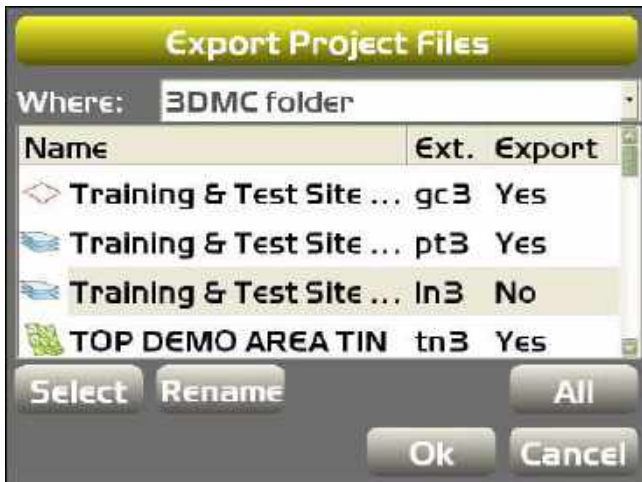 Export Project Files
Where: 3DMC folder
Name Ext. Export
Training & Test Site ... gc3 Yes
Training & Test Site ... pt3 Yes
Training & Test Site ... ln3 No
TOP DEMO AREA TIN tn3 Yes
Select Rename All
Ok Cancel